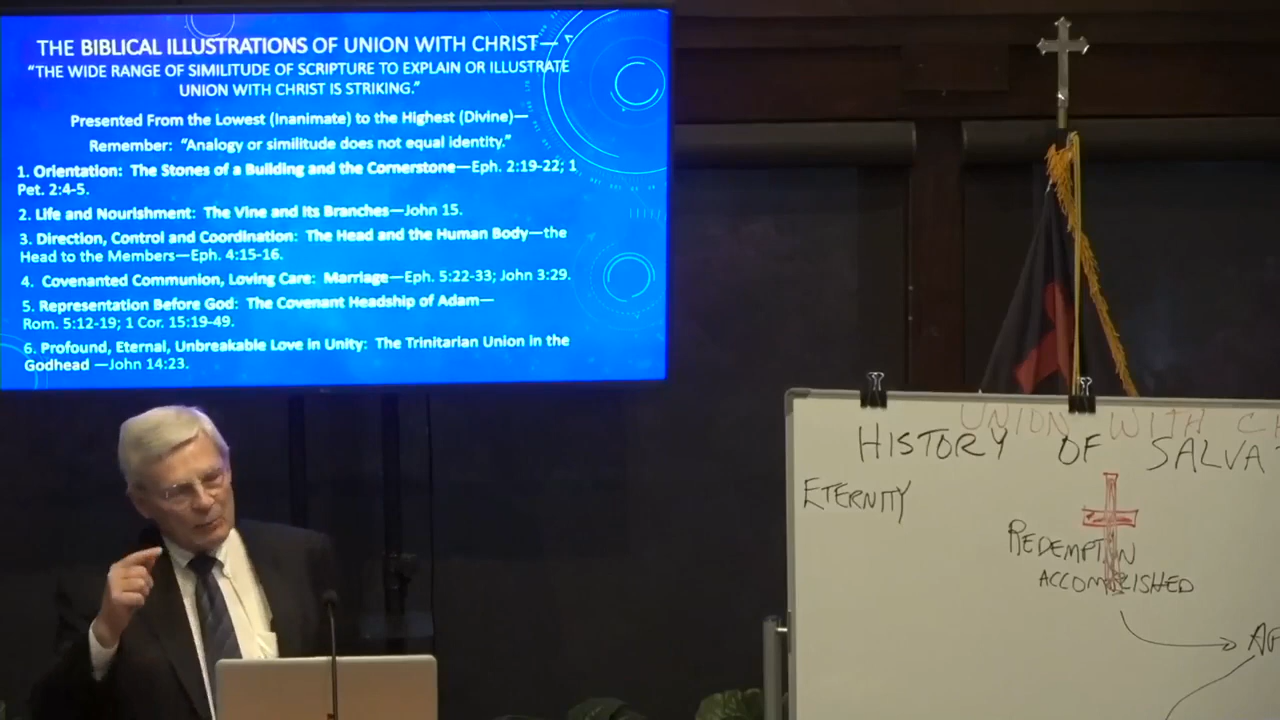 THE BIBLICAL ILLUSTRATIONS OF UNION WITH CHRIST—
"THE WIDE RANGE OF SIMILITUDE OF SCRIPTURE TO EXPLAIN OR ILLUSTRATE
UNION WITH CHRIST IS STRIKING."
Presented From the Lowest (Inanimate) to the Highest (Divine)—
Remember: "Analogy or similitude does not equal identity."
1. Orientation: The Stones of a Building and the Cornerstone—Eph. 2:19-22; 1
Pet. 2:4-5.
2. Life and Nourishment: The Vine and Its Branches—John 15.
3. Direction, Control and Coordination: The Head and the Human Body—the
Head to the Members—Eph. 4:15-16.
4. Covenanted Communion, Loving Care: Marriage—Eph. 5:22-33; John 3:29.
5. Representation Before God: The Covenant Headship of Adam—
Rom. 5:12-19; 1 Cor. 15:19-49.
6. Profound, Eternal, Unbreakable Love in Unity: The Trinitarian Union in the
Godhead —John 14:23.
UNION WITH CH
HISTORY OF SALVA
ETERNITY
REDEMPTION
ACCOMPLISHED